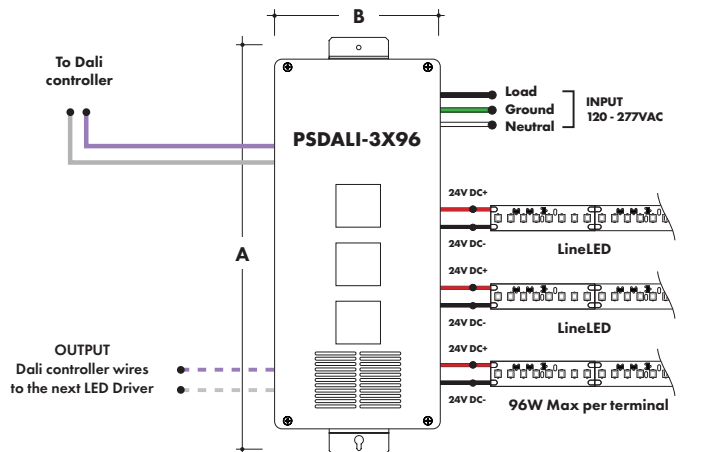 B
To Dali
controller
Load
Ground
Neutral
INPUT
120 - 277VAC
PSDALI-3X96
24V DC+
24V DC-
LineLED
A
24V DC+
24V DC-
LineLED
24V DC+
24V DC-
96W Max per terminal
OUTPUT
Dali controller wires
to the next LED Driver